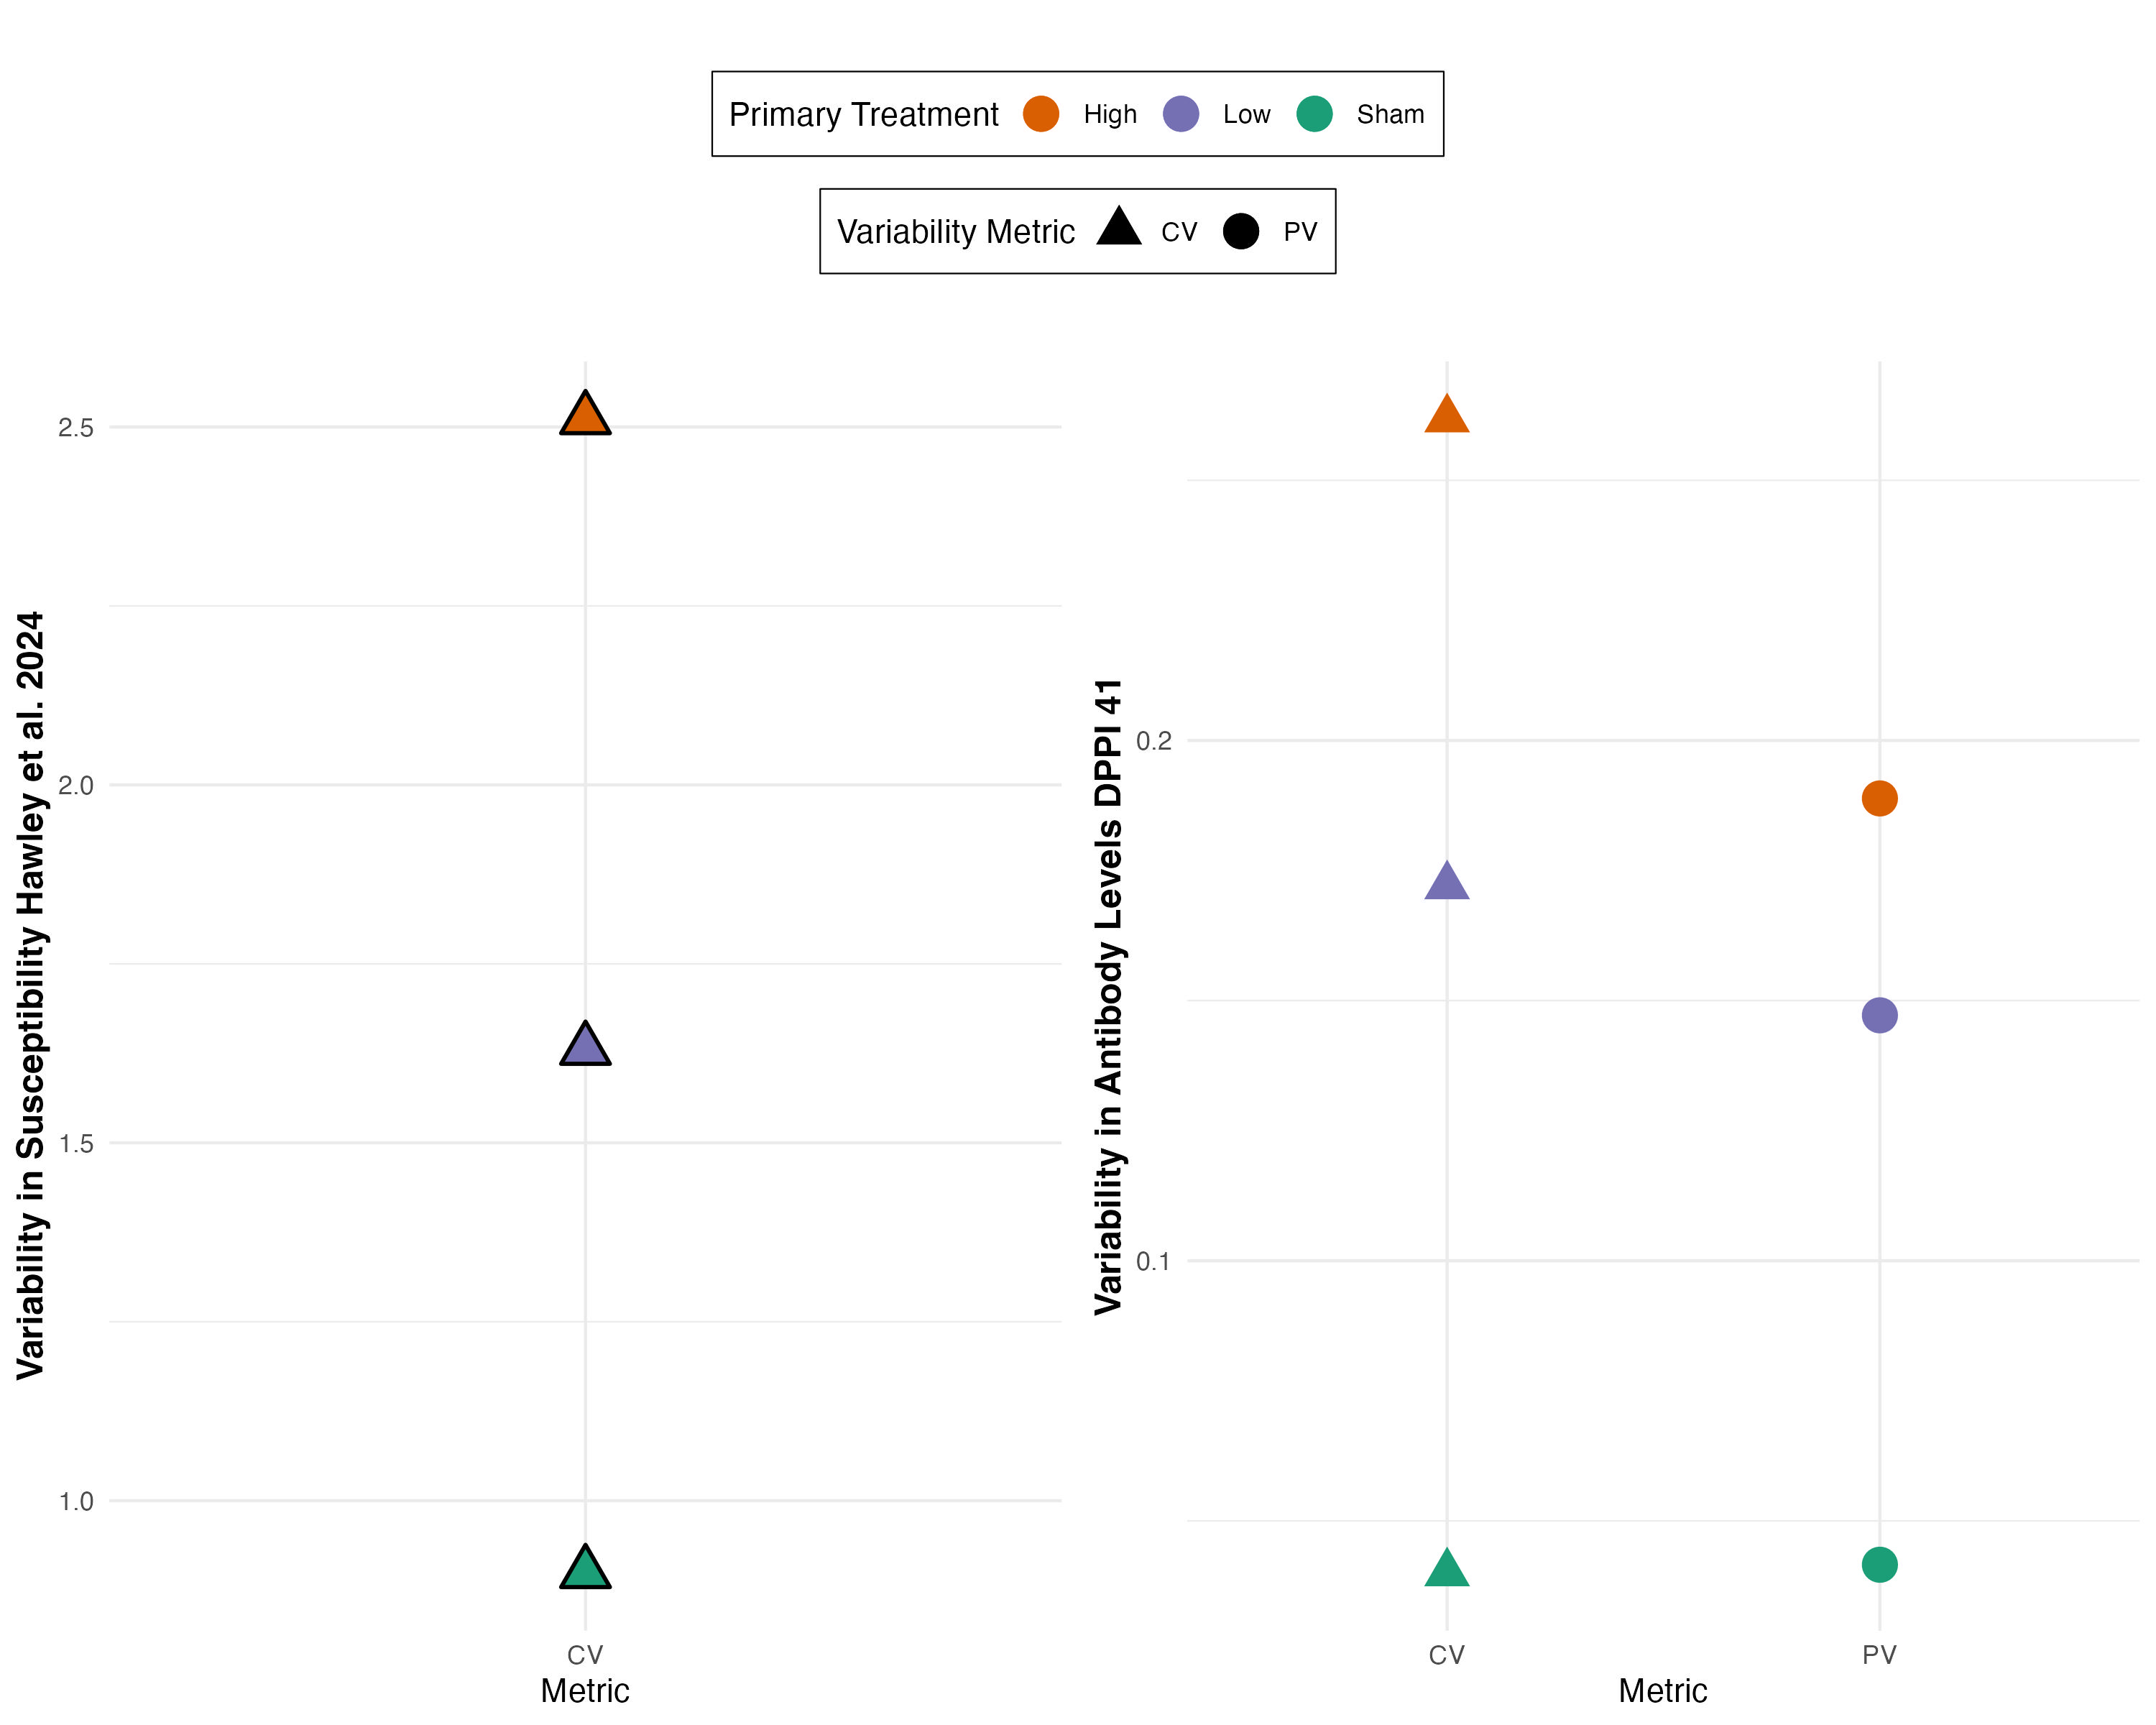 Primary Treatment High Low Sham
Variability Metric CV PV
Variability in Susceptibility Hawley et al. 2024
2.5
2.0
1.5
1.0
CV
Metric
Variability in Antibody Levels DPPI 41
0.2
0.1
CV PV
Metric